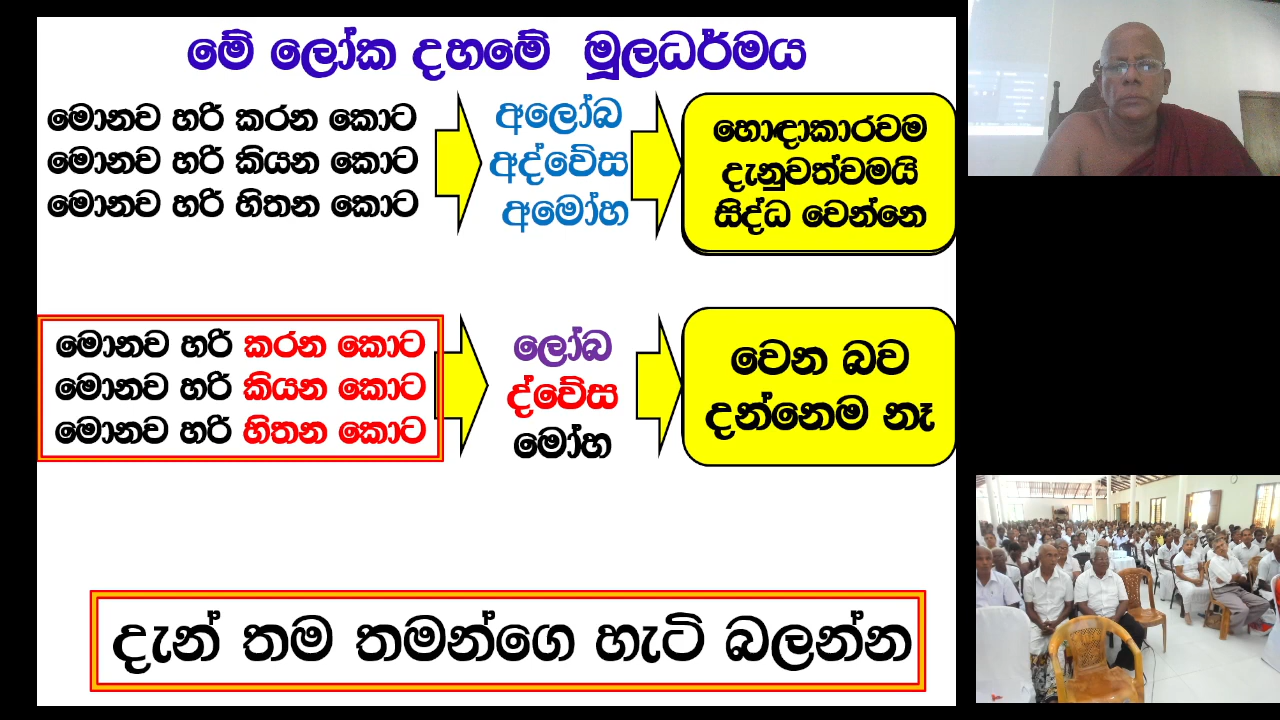 මේ ලෝක දහමේ මූලධර්මය
මොනව හරි කරන කොට
මොනව හරි කියන කොට
මොනව හරි හිතන කොට
අලෝබ
අද්වේස
අමෝහ
හොඳාකාරවම
දැනුවත්වමයි
සිද්ධ වෙන්නෙ
මොනව හරි කරන කොට
මොනව හරි කියන කොට
මොනව හරි හිතන කොට
ලෝබ
ද්වේස
මෝහ
වෙන බව
දන්නෙම නෑ
දැන් තම තමන්ගෙ හැටි බලන්න